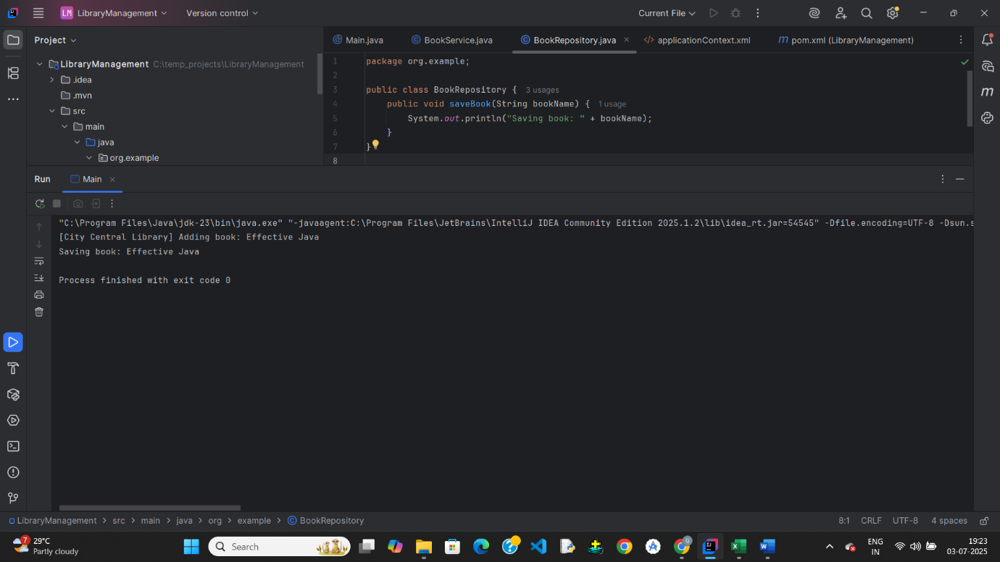 LM LibraryManagement Version control Current File
Project
Main.java BookService.java BookRepository.java applicationContext.xml pom.xml (LibraryManagement)
LibraryManagement C:\temp_projects\LibraryManagement
.idea
.mvn
src
main
java
org.example
1 package org.example;
2
3 public class BookRepository { 3 usages
4 public void saveBook(String bookName) { 1 usage
5 System.out.println("Saving book: " + bookName);
6 }
7 }
8
Run Main
"C:\Program Files\Java\jdk-23\bin\java.exe" "-javaagent:C:\Program Files\JetBrains\IntelliJ IDEA Community Edition 2025.1.2\lib\idea_rt.jar=54545" -Dfile.encoding=UTF-8 -Dsun.s
[City Central Library] Adding book: Effective Java
Saving book: Effective Java
Process finished with exit code 0
LibraryManagement > src > main > java > org > example > BookRepository 8:1 CRLF UTF-8 4 spaces
7 29°C
Partly cloudy
Search
ENG
IN
19:23
03-07-2025